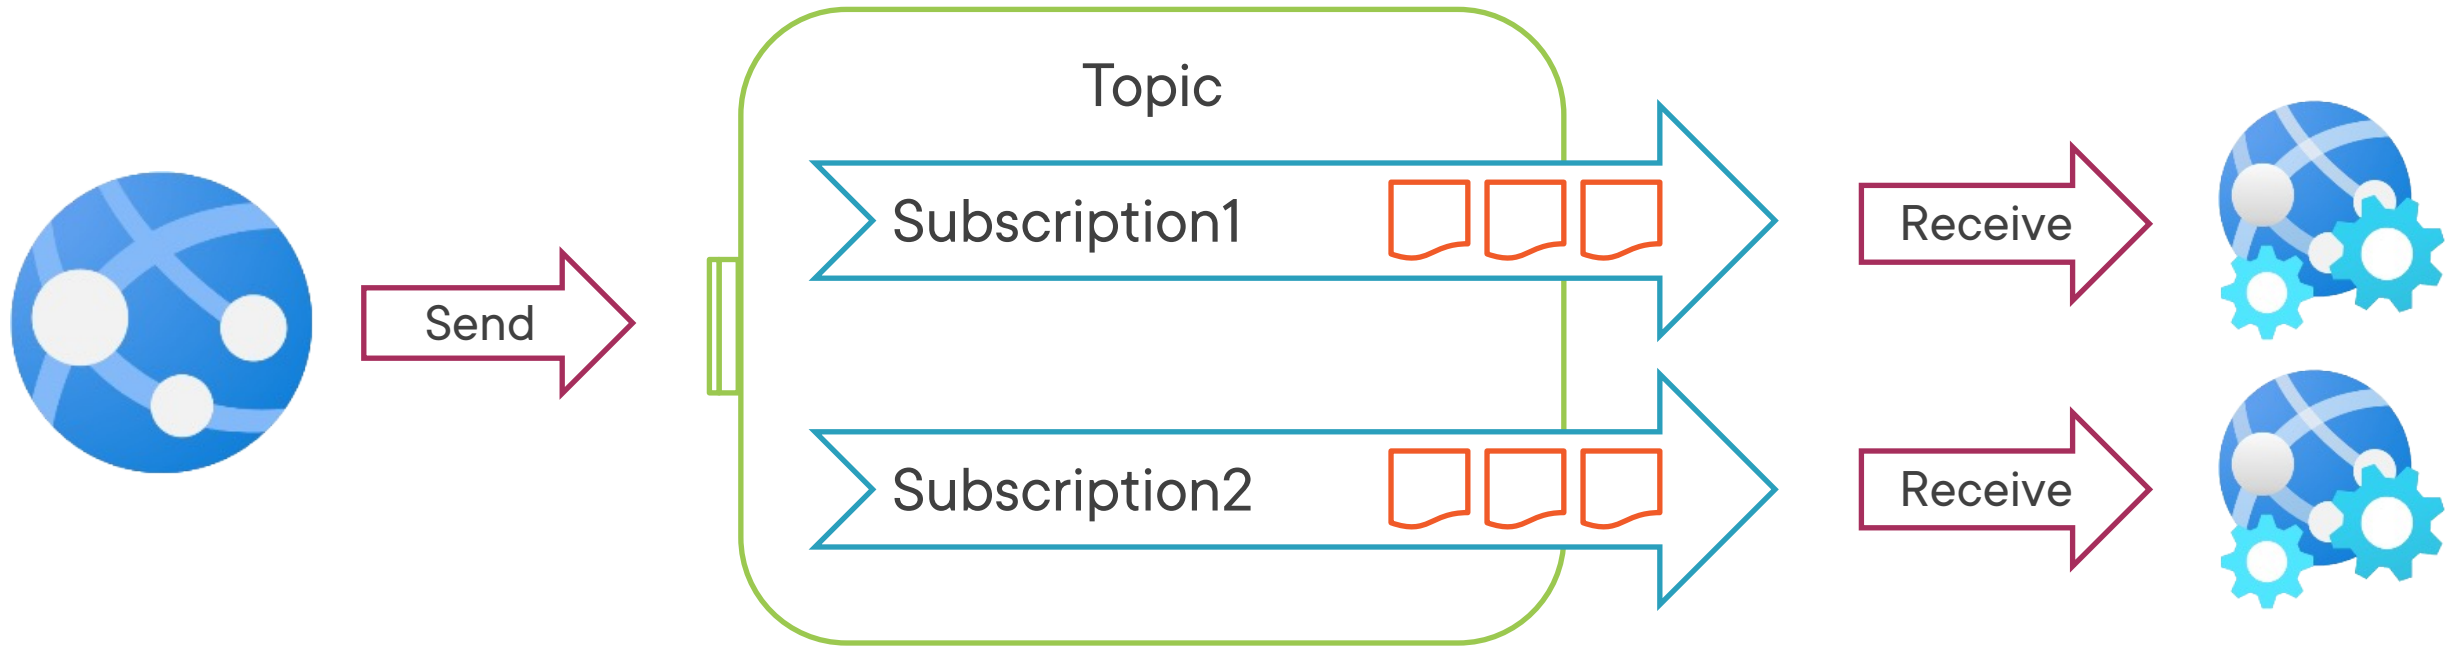 Topic
Send
Subscription1
Receive
Subscription2
Receive